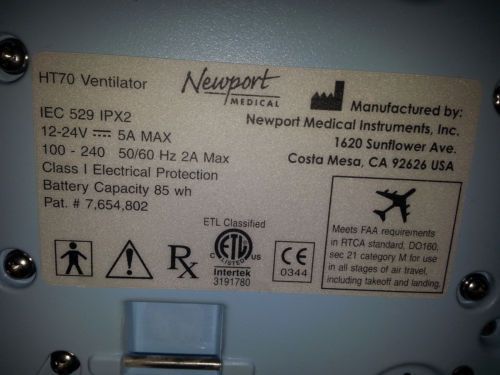 HT70 Ventilator
Newport
MEDICAL
Manufactured by:
Newport Medical Instruments, Inc.
1620 Sunflower Ave.
Costa Mesa, CA 92626 USA
IEC 529 IPX2
12-24V 5A MAX
100 - 240 50/60 Hz 2A Max
Class I Electrical Protection
Battery Capacity 85 wh
Pat. # 7,654,802
ETL Classified
Rx
C ETL US
LISTED
Intertek
3191780
CE
0344
Meets FAA requirements
in RTCA standard, DO160,
sec 21 category M for use in
in all stages of air travel,
including takeoff and landing.